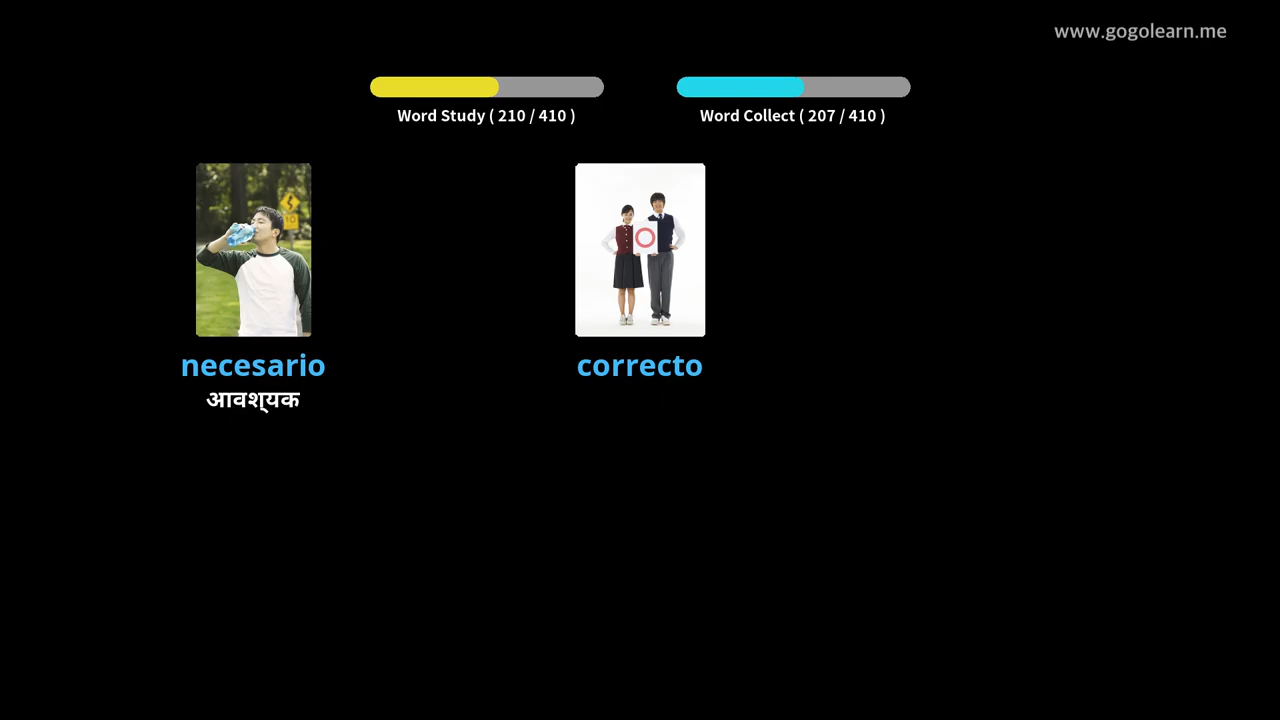 www.gogolearn.me
Word Study ( 210 / 410 )
Word Collect ( 207 / 410 )
necesario
आवश्यक
correcto